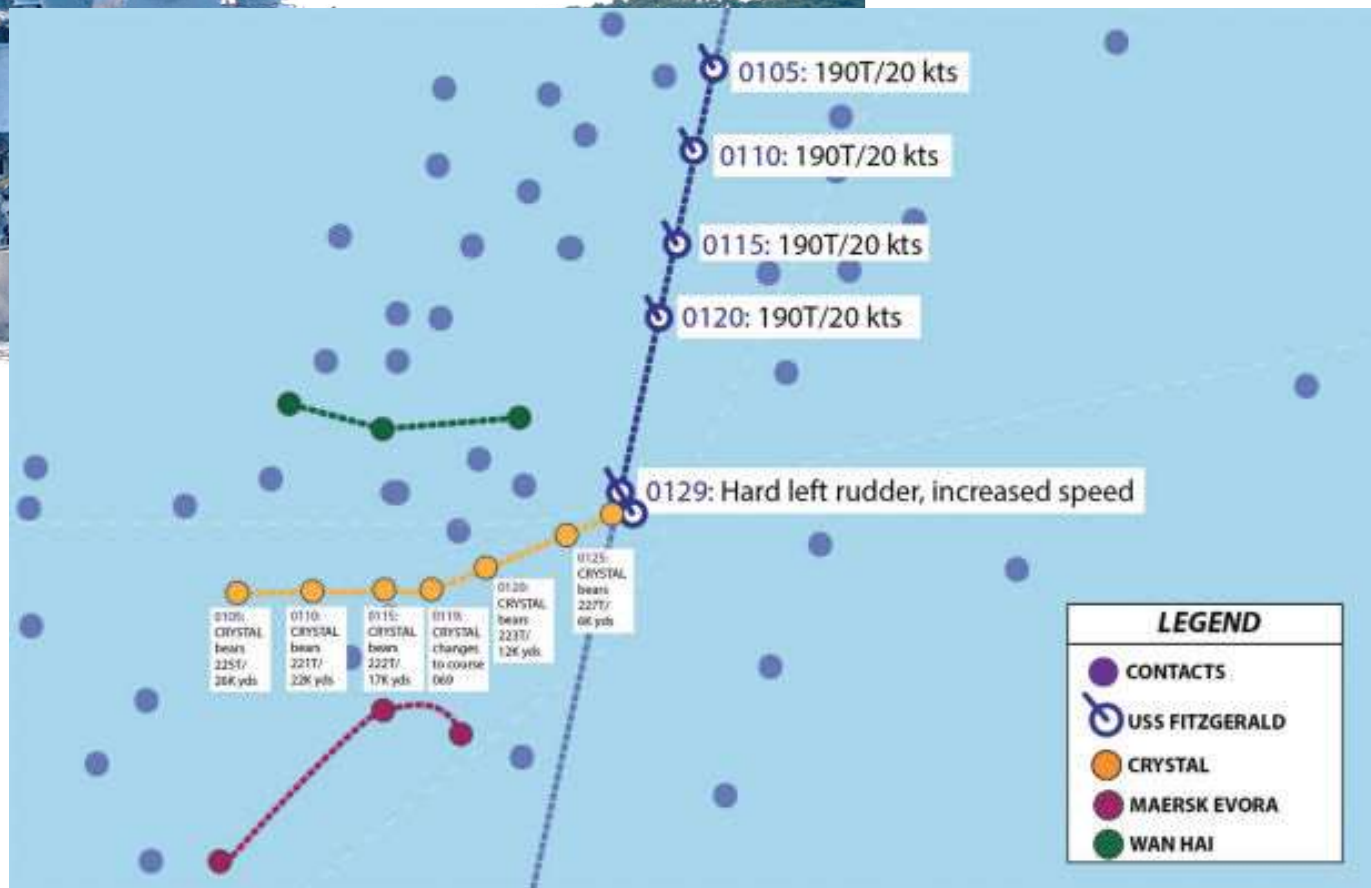 0105: 190T/20 kts
0110: 190T/20 kts
0115: 190T/20 kts
0120: 190T/20 kts
0129: Hard left rudder, increased speed
0105:
CRYSTAL
bears
225T/
26K yds
0110:
CRYSTAL
bears
221T/
22K yds
0115:
CRYSTAL
bears
222T/
17K yds
0119:
CRYSTAL
changes
to course
069
0120:
CRYSTAL
bears
223T/
12K yds
0125:
CRYSTAL
bears
227T/
6K yds
LEGEND
CONTACTS
USS FITZGERALD
CRYSTAL
MAERSK EVORA
WAN HAI